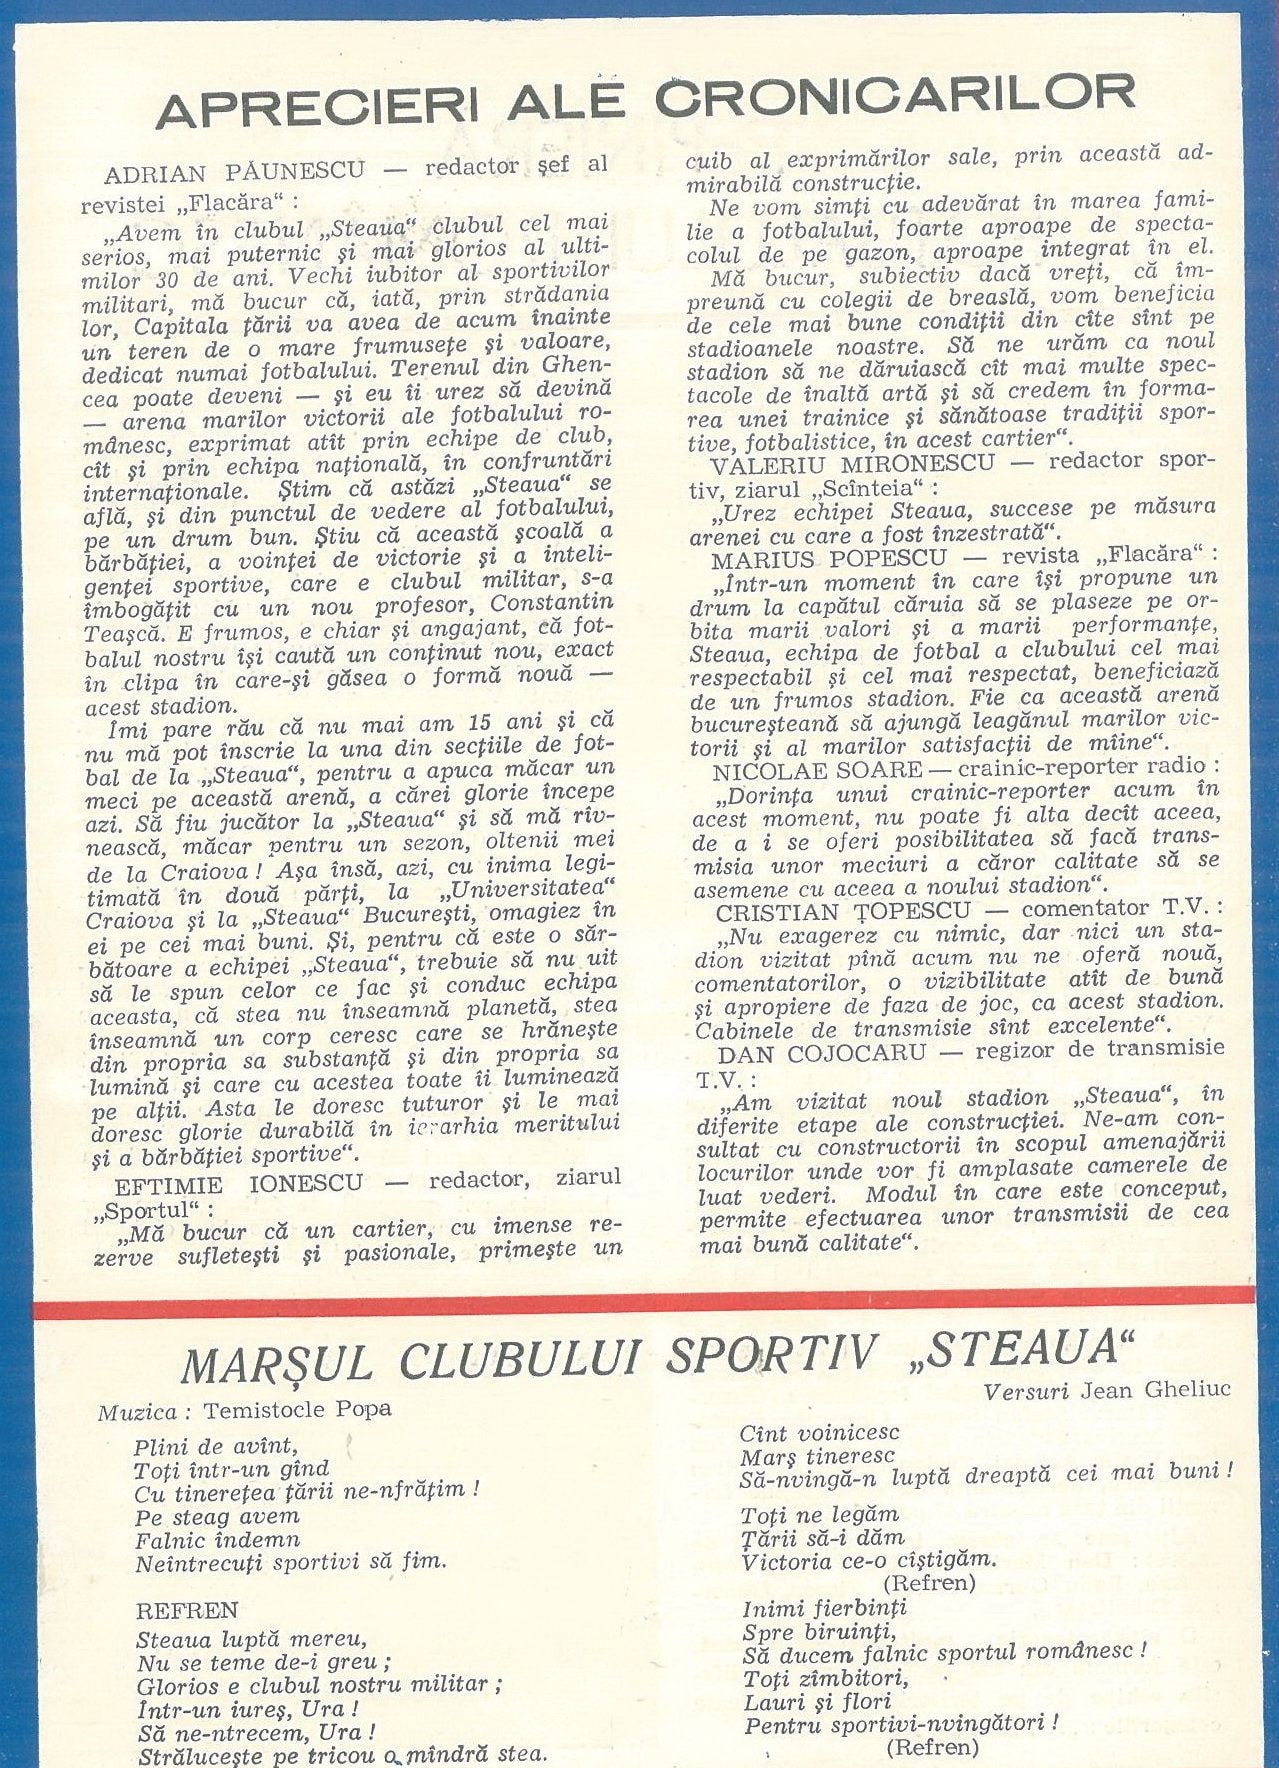 APRECIERI ALE CRONICARILOR
ADRIAN PĂUNESCU — redactor şef al
revistei „Flacăra“ :
„Avem în clubul „Steaua“ clubul cel mai
serios, mai puternic şi mai glorios al ulti-
milor 30 de ani. Vechi iubitor al sportivilor
militari, mă bucur că, iată, prin strădania
lor, Capitala ţării va avea de acum înainte
un teren de o mare frumuseţe şi valoare,
dedicat numai fotbalului. Terenul din Ghen-
cea poate deveni — şi eu îi urez să devină
— arena marilor victorii ale fotbalului ro-
mânesc, exprimat atît prin echipe de club,
cît şi prin echipa naţională, în confruntări
internaţionale. Ştim că astăzi „Steaua“ se
află, şi din punctul de vedere al fotbalului,
pe un drum bun. Ştiu că această şcoală a
bărbăţiei, a voinţei de victorie şi a inteli-
genţei sportive, care e clubul militar, s-a
îmbogăţit cu un nou profesor, Constantin
Teaşcă. E frumos, e chiar şi angajant, că fot-
balul nostru îşi caută un conţinut nou, exact
în clipa în care-şi găsea o formă nouă —
acest stadion.
Îmi pare rău că nu mai am 15 ani şi că
nu mă pot înscrie la una din secţiile de fot-
bal de la „Steaua“, pentru a apuca măcar un
meci pe această arenă, a cărei glorie începe
azi. Să fiu jucător la „Steaua“ şi să mă rîv-
nească, măcar pentru un sezon, oltenii mei
de la Craiova ! Aşa însă, azi, cu inima legi-
timată în două părţi, la „Universitatea“
Craiova şi la „Steaua“ Bucureşti, omagiez în
ei pe cei mai buni. Şi, pentru că este o săr-
bătoare a echipei „Steaua“, trebuie să nu uit
să le spun celor ce fac şi conduc echipa
aceasta, că stea nu înseamnă planetă, stea
înseamnă un corp ceresc care se hrăneşte
din propria sa substanţă şi din propria sa
lumină şi care cu acestea toate îi luminează
pe alţii. Asta le doresc tuturor şi le mai
doresc glorie durabilă în ierarhia meritului
şi a bărbăţiei sportive“.
EFTIMIE IONESCU — redactor, ziarul
„Sportul“ :
„Mă bucur că un cartier, cu imense re-
zerve sufleteşti şi pasionale, primeşte un
cuib al exprimărilor sale, prin această ad-
mirabilă construcţie.
Ne vom simţi cu adevărat în marea fami-
lie a fotbalului, foarte aproape de specta-
colul de pe gazon, aproape integrat în el.
Mă bucur, subiectiv dacă vreţi, că îm-
preună cu colegii de breaslă, vom beneficia
de cele mai bune condiţii din cîte sînt pe
stadioanele noastre. Să ne urăm ca noul
stadion să ne dăruiască cît mai multe spec-
tacole de înaltă artă şi să credem în forma-
rea unei trainice şi sănătoase tradiţii spor-
tive, fotbalistice, în acest cartier“.
VALERIU MIRONESCU — redactor spor-
tiv, ziarul „Scînteia“ :
„Urez echipei Steaua, succese pe măsura
arenei cu care a fost înzestrată“.
MARIUS POPESCU — revista „Flacăra“ :
„Într-un moment în care îşi propune un
drum la capătul căruia să se plaseze pe or-
bita marii valori şi a marii performanţe,
Steaua, echipa de fotbal a clubului cel mai
respectabil şi cel mai respectat, beneficiază
de un frumos stadion. Fie ca această arenă
bucureşteană să ajungă leagănul marilor vic-
torii şi al marilor satisfacţii de mîine“.
NICOLAE SOARE — crainic-reporter radio :
„Dorinţa unui crainic-reporter acum în
acest moment, nu poate fi alta decît aceea,
de a i se oferi posibilitatea să facă trans-
misia unor meciuri a căror calitate să se
asemene cu aceea a noului stadion“.
CRISTIAN ŢOPESCU — comentator T.V. :
„Nu exagerez cu nimic, dar nici un sta-
dion vizitat pînă acum nu ne oferă nouă,
comentatorilor, o vizibilitate atît de bună
şi apropiere de faza de joc, ca acest stadion.
Cabinele de transmisie sînt excelente“.
DAN COJOCARU — regizor de transmisie
T.V. :
„Am vizitat noul stadion „Steaua“, în
diferite etape ale construcţiei. Ne-am con-
sultat cu constructorii în scopul amenajării
locurilor unde vor fi amplasate camerele de
luat vederi. Modul în care este conceput,
permite efectuarea unor transmisii de cea
mai bună calitate“.
MARŞUL CLUBULUI SPORTIV „STEAUA“
Muzica : Temistocle Popa
Versuri Jean Gheliuc
Plini de avînt,
Toţi într-un gînd
Cu tinereţea ţării ne-nfrăţim !
Pe steag avem
Falnic îndemn
Neîntrecuţi sportivi să fim.
REFREN
Steaua luptă mereu,
Nu se teme de-i greu ;
Glorios e clubul nostru militar ;
Într-un iureş, Ura !
Să ne-ntrecem, Ura !
Străluceşte pe tricou o mîndră stea.
Cînt voinicesc
Marş tineresc
Să-nvingă-n luptă dreaptă cei mai buni !
Toţi ne legăm
Ţării să-i dăm
Victoria ce-o cîştigăm.
(Refren)
Inimi fierbinţi
Spre biruinţi,
Să ducem falnic sportul românesc !
Toţi zîmbitori,
Lauri şi flori
Pentru sportivi-nvingători !
(Refren)